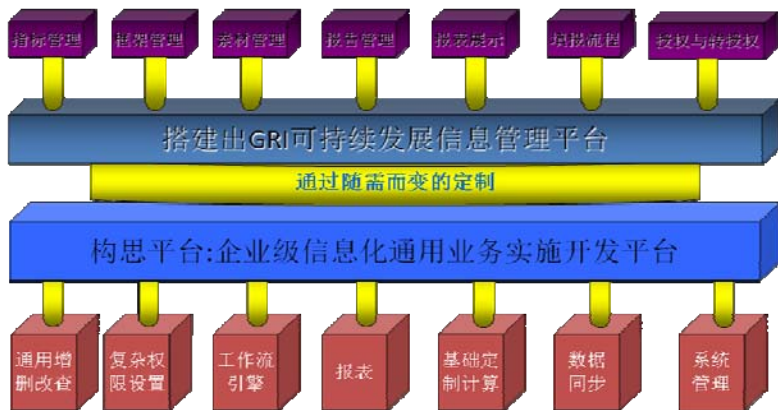 指标管理
框架管理
素材管理
报告管理
报表展示
填报流程
授权与转授权
搭建出GRI可持续发展信息管理平台
通过随需而变的定制
构思平台:企业级信息化通用业务实施开发平台
通用增
删改查
复杂权
限设置
工作流
引擎
报表
基础定
制计算
数据
同步
系统
管理